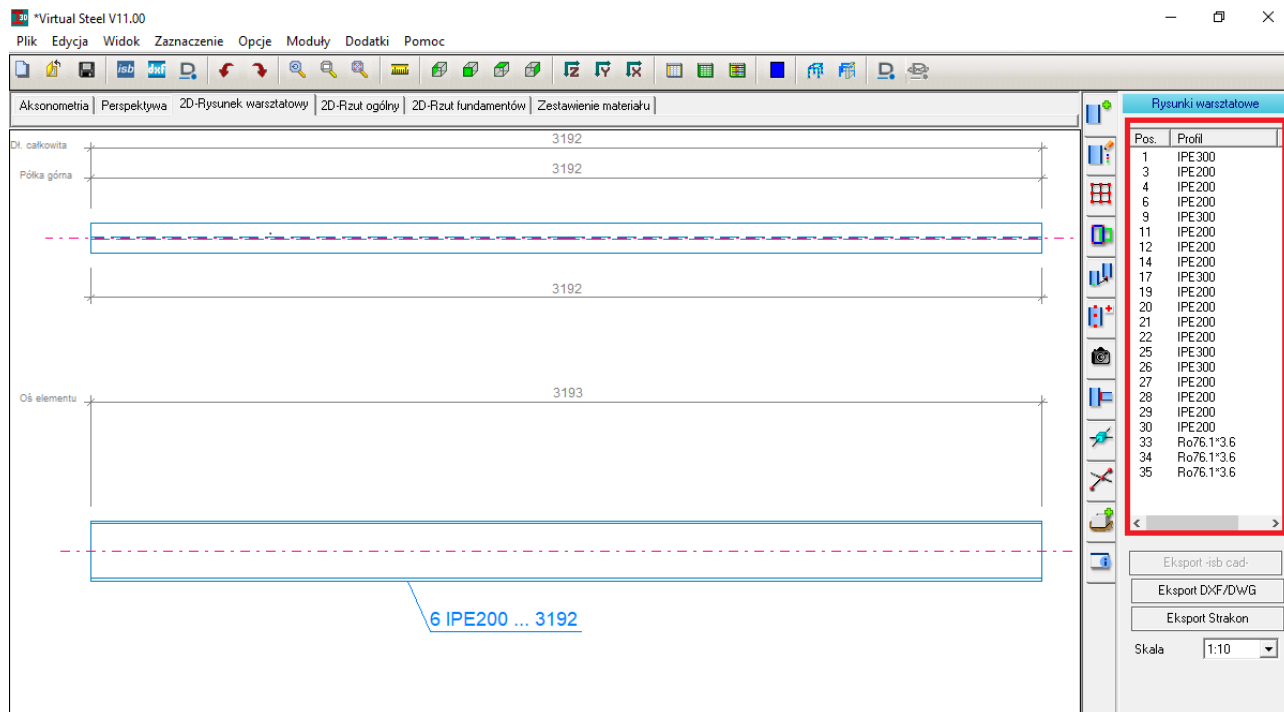 *Virtual Steel V11.00
Plik Edycja Widok Zaznaczenie Opcje Moduły Dodatki Pomoc
isb dxf D Z Y X D
Aksonometria Perspektywa 2D-Rysunek warsztatowy 2D-Rzut ogólny 2D-Rzut fundamentów Zestawienie materiału
Rysunki warsztatowe
Dł. całkowita 3192
Półka górna 3192
3192
Oś elementu 3193
6 IPE200 ... 3192
Pos. Profil
1 IPE300
3 IPE200
4 IPE200
6 IPE200
9 IPE300
11 IPE200
12 IPE200
14 IPE200
17 IPE300
19 IPE200
20 IPE200
21 IPE200
22 IPE200
25 IPE300
26 IPE300
27 IPE200
28 IPE200
29 IPE200
30 IPE200
33 Ro76.1*3.6
34 Ro76.1*3.6
35 Ro76.1*3.6
Eksport -isb cad-
Eksport DXF/DWG
Eksport Strakon
Skala 1:10